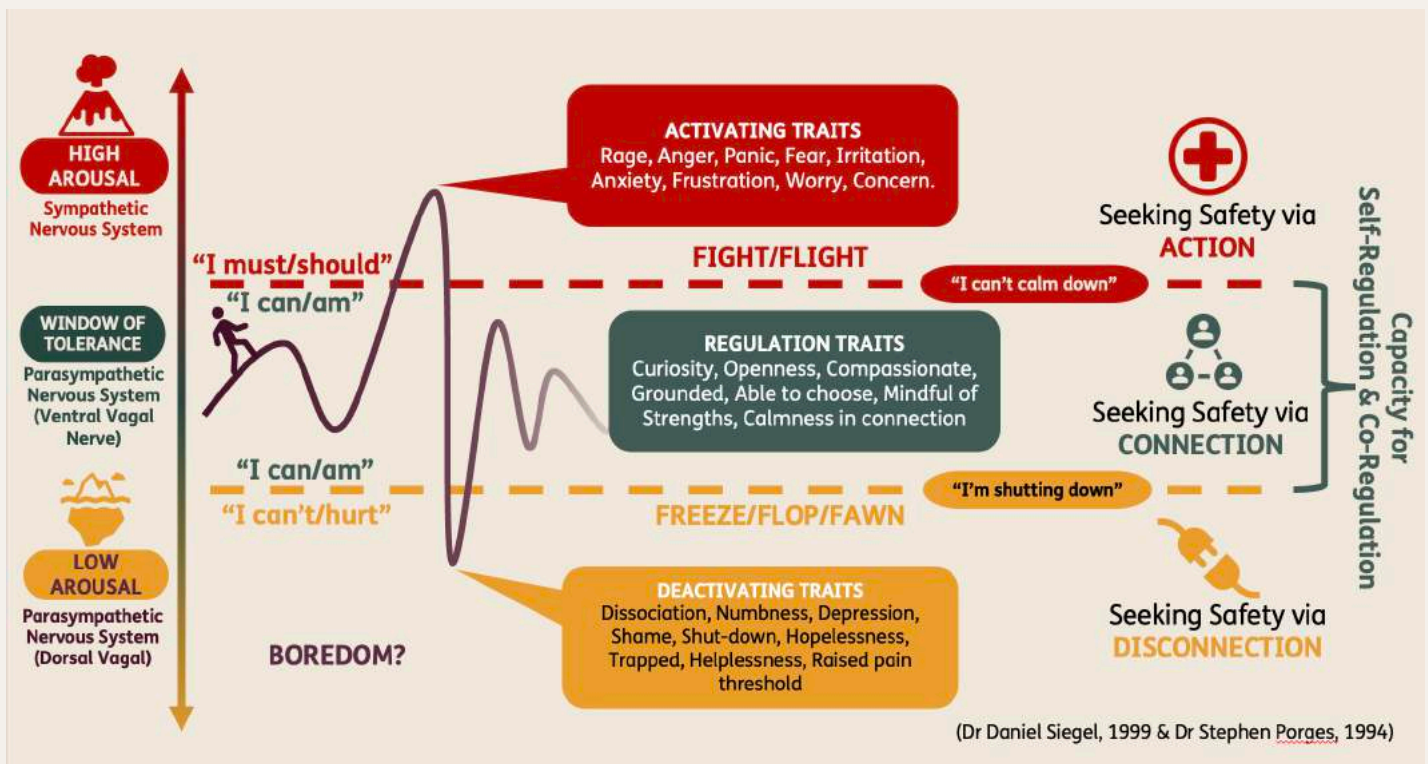 HIGH
AROUSAL
Sympathetic
Nervous System
WINDOW OF
TOLERANCE
Parasympathetic
Nervous System
(Ventral Vagal
Nerve)
LOW
AROUSAL
Parasympathetic
Nervous System
(Dorsal Vagal)
“I must/should”
“I can/am”
“I can/am”
“I can’t/hurt”
BOREDOM?
ACTIVATING TRAITS
Rage, Anger, Panic, Fear, Irritation,
Anxiety, Frustration, Worry, Concern.
FIGHT/FLIGHT
“I can’t calm down”
REGULATION TRAITS
Curiosity, Openness, Compassionate,
Grounded, Able to choose, Mindful of
Strengths, Calmness in connection
FREEZE/FLOP/FAWN
“I’m shutting down”
DEACTIVATING TRAITS
Dissociation, Numbness, Depression,
Shame, Shut-down, Hopelessness,
Trapped, Helplessness, Raised pain
threshold
Seeking Safety via
ACTION
Seeking Safety via
CONNECTION
Seeking Safety via
DISCONNECTION
Capacity for
Self-Regulation & Co-Regulation
(Dr Daniel Siegel, 1999 & Dr Stephen Porges, 1994)